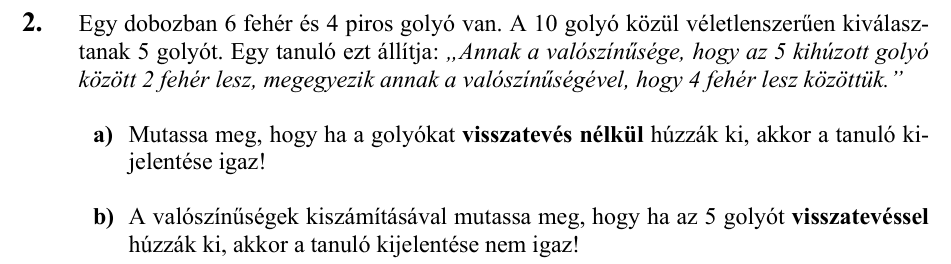 2. Egy dobozban 6 fehér és 4 piros golyó van. A 10 golyó közül véletlenszerűen kiválasz-
tanak 5 golyót. Egy tanuló ezt állítja: „Annak a valószínűsége, hogy az 5 kihúzott golyó
között 2 fehér lesz, megegyezik annak a valószínűségével, hogy 4 fehér lesz közöttük.”
a) Mutassa meg, hogy ha a golyókat visszatevés nélkül húzzák ki, akkor a tanuló ki-
jelentése igaz!
b) A valószínűségek kiszámításával mutassa meg, hogy ha az 5 golyót visszatevéssel
húzzák ki, akkor a tanuló kijelentése nem igaz!